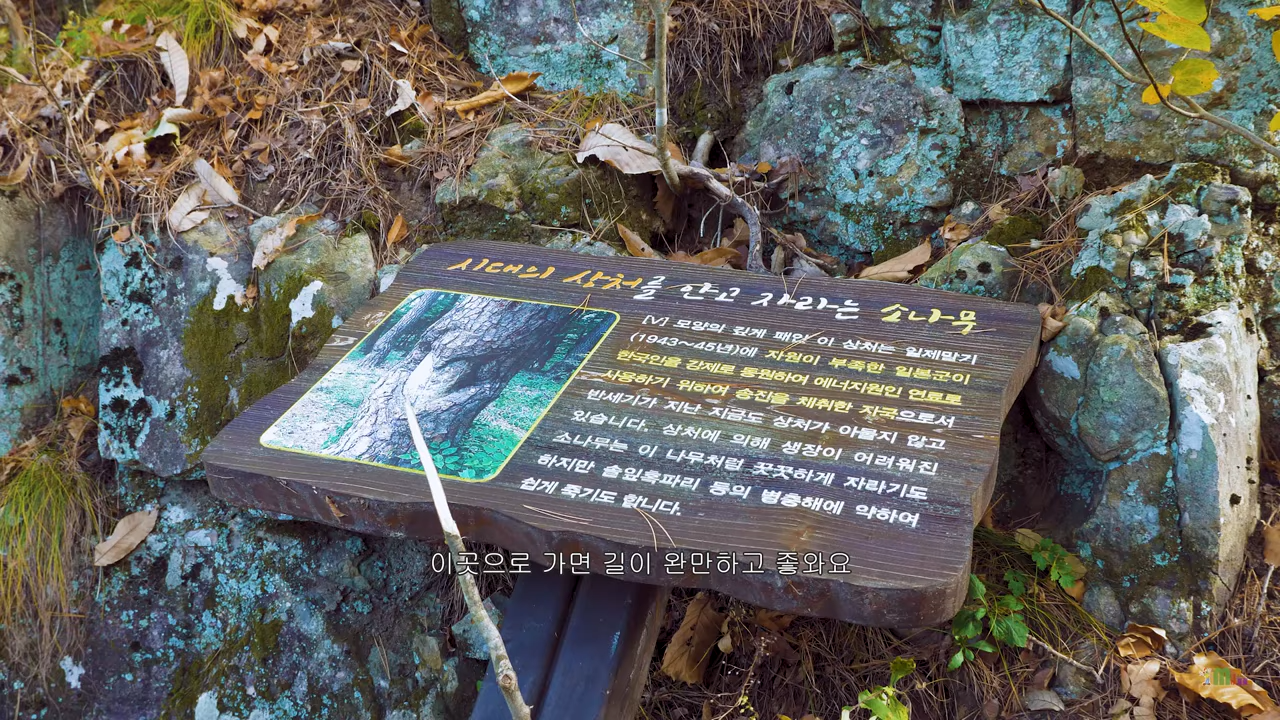 시대의 상처를 안고 자라는 소나무
[V] 모양의 깊게 패인 이 상처는 일제말기
(1943~45년)에 자원이 부족한 일본군이
한국인을 강제로 동원하여 에너지원인 연료로
사용하기 위하여 송진을 채취한 자국으로서
반세기가 지난 지금도 상처가 아물지 않고
있습니다. 상처에 의해 생장이 어려워진
소나무는 이 나무처럼 꿋꿋하게 자라기도
하지만 솔잎혹파리 등의 병충해에 약하여
쉽게 죽기도 합니다.
이곳으로 가면 길이 완만하고 좋와요